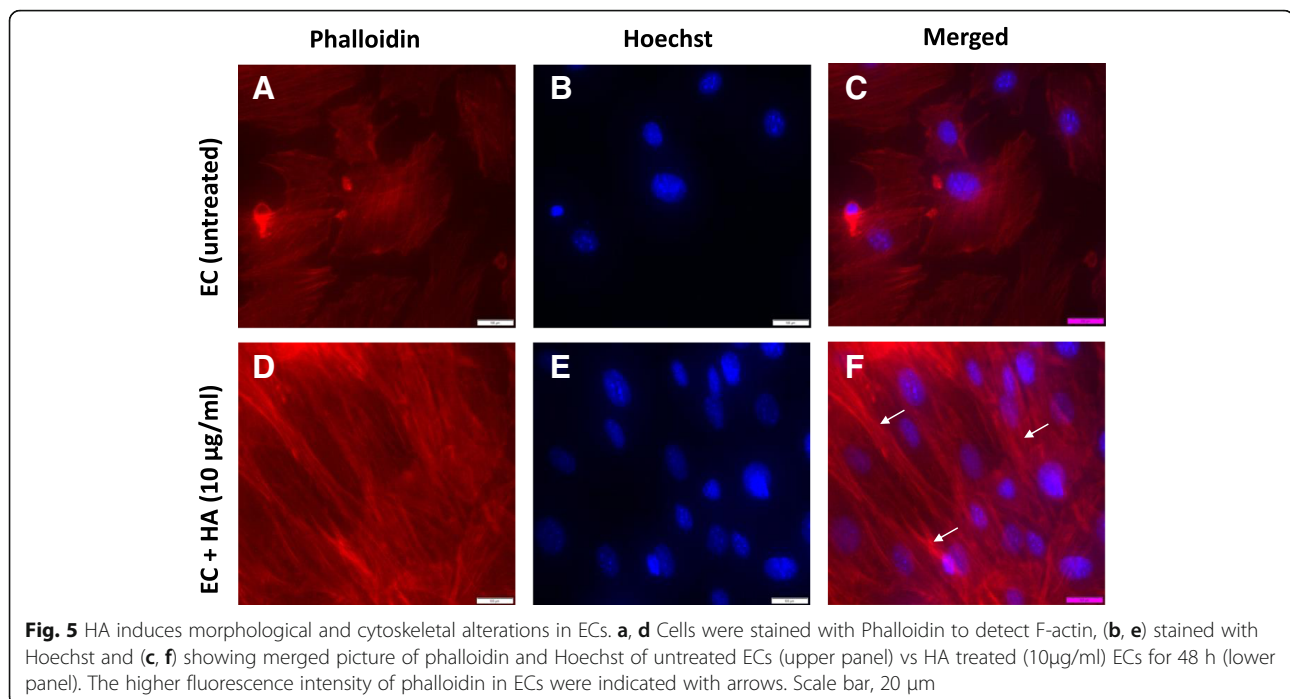 Phalloidin Hoechst Merged
EC (untreated)
A B C
EC + HA (10 µg/ml)
D E F
Fig. 5 HA induces morphological and cytoskeletal alterations in ECs. a, d Cells were stained with Phalloidin to detect F-actin, (b, e) stained with
Hoechst and (c, f) showing merged picture of phalloidin and Hoechst of untreated ECs (upper panel) vs HA treated (10µg/ml) ECs for 48 h (lower
panel). The higher fluorescence intensity of phalloidin in ECs were indicated with arrows. Scale bar, 20 µm